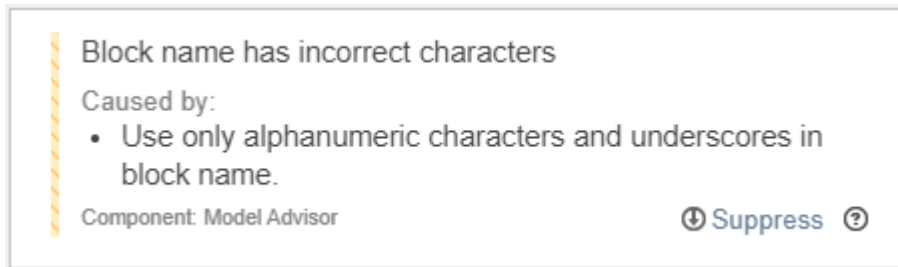 Block name has incorrect characters
Caused by:
• Use only alphanumeric characters and underscores in
block name.
Component: Model Advisor
Suppress ?